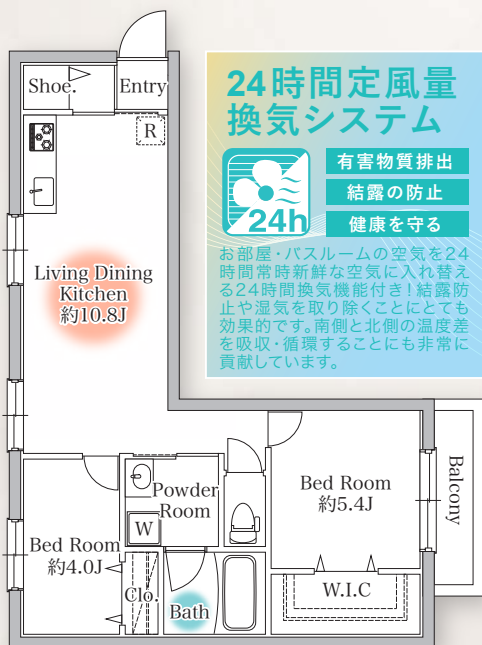 Shoe.
Entry
R
Living Dining
Kitchen
約10.8J
24時間定風量
換気システム
24h
有害物質排出
結露の防止
健康を守る
お部屋・バスルームの空気を24
時間常時新鮮な空気に入れ替え
る24時間換気機能付き！結露防
止や湿気を取り除くことにとても
効果的です。南側と北側の温度差
を吸収・循環することにも非常に
貢献しています。
Powder
Room
W
Bed Room
約4.0J
Clo.
Bath
Bed Room
約5.4J
W.I.C
Balcony